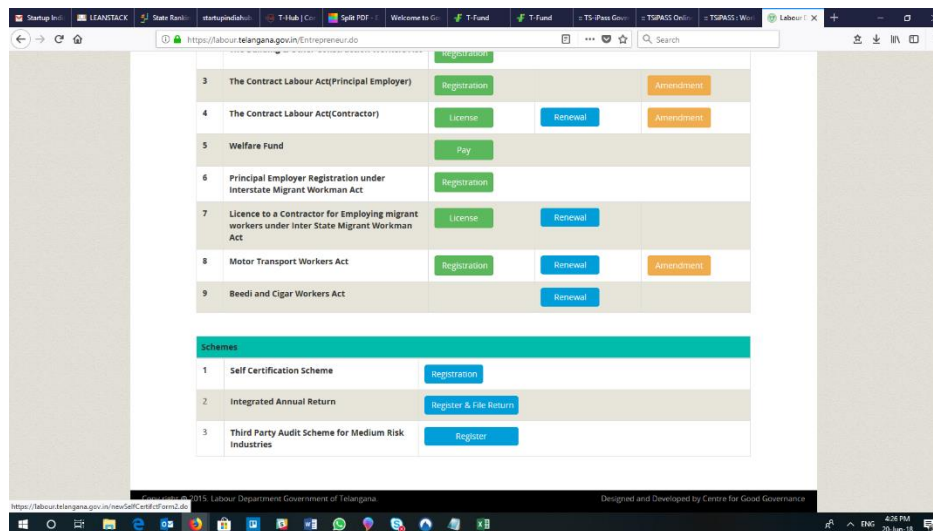 Startup Indi
LEANSTACK
State Rankin
startupindiahub.
T-Hub | Co
Split PDF -
Welcome to Go
T-Fund
T-Fund
:: TS-iPass Gover
:: TSiPASS Onlin
:: TSiPASS : Wor
Labour
https://labour.telangana.gov.in/Entrepreneur.do
Search
Registration
3 The Contract Labour Act(Principal Employer) Registration Amendment
4 The Contract Labour Act(Contractor) License Renewal Amendment
5 Welfare Fund Pay
6 Principal Employer Registration under
Interstate Migrant Workman Act
Registration
7 Licence to a Contractor for Employing migrant
workers under Inter State Migrant Workman
Act
License Renewal
8 Motor Transport Workers Act Registration Renewal Amendment
9 Beedi and Cigar Workers Act Renewal
Schemes
1 Self Certification Scheme Registration
2 Integrated Annual Return Register & File Return
3 Third Party Audit Scheme for Medium Risk
Industries
Register
2015. Labour Department Government of Telangana. Designed and Developed by Centre for Good Governance
https://labour.telangana.gov.in/newSelfCertifctForm2.do
ENG
4:26 PM
20-Jun-18